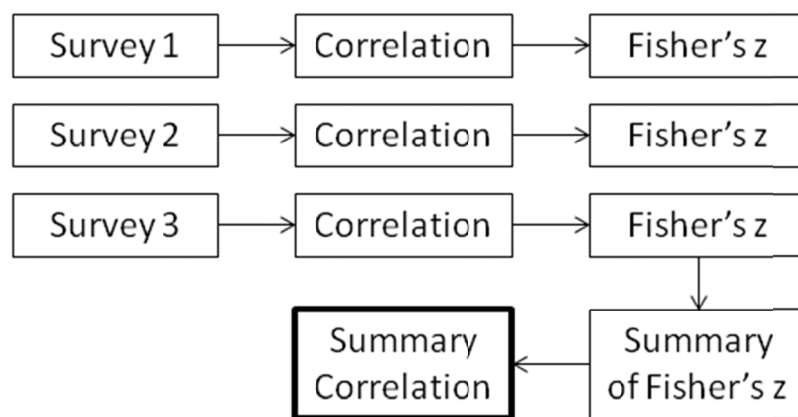 Survey 1
Correlation
Fisher's z
Survey 2
Correlation
Fisher's z
Survey 3
Correlation
Fisher's z
Summary
Correlation
Summary
of Fisher's z